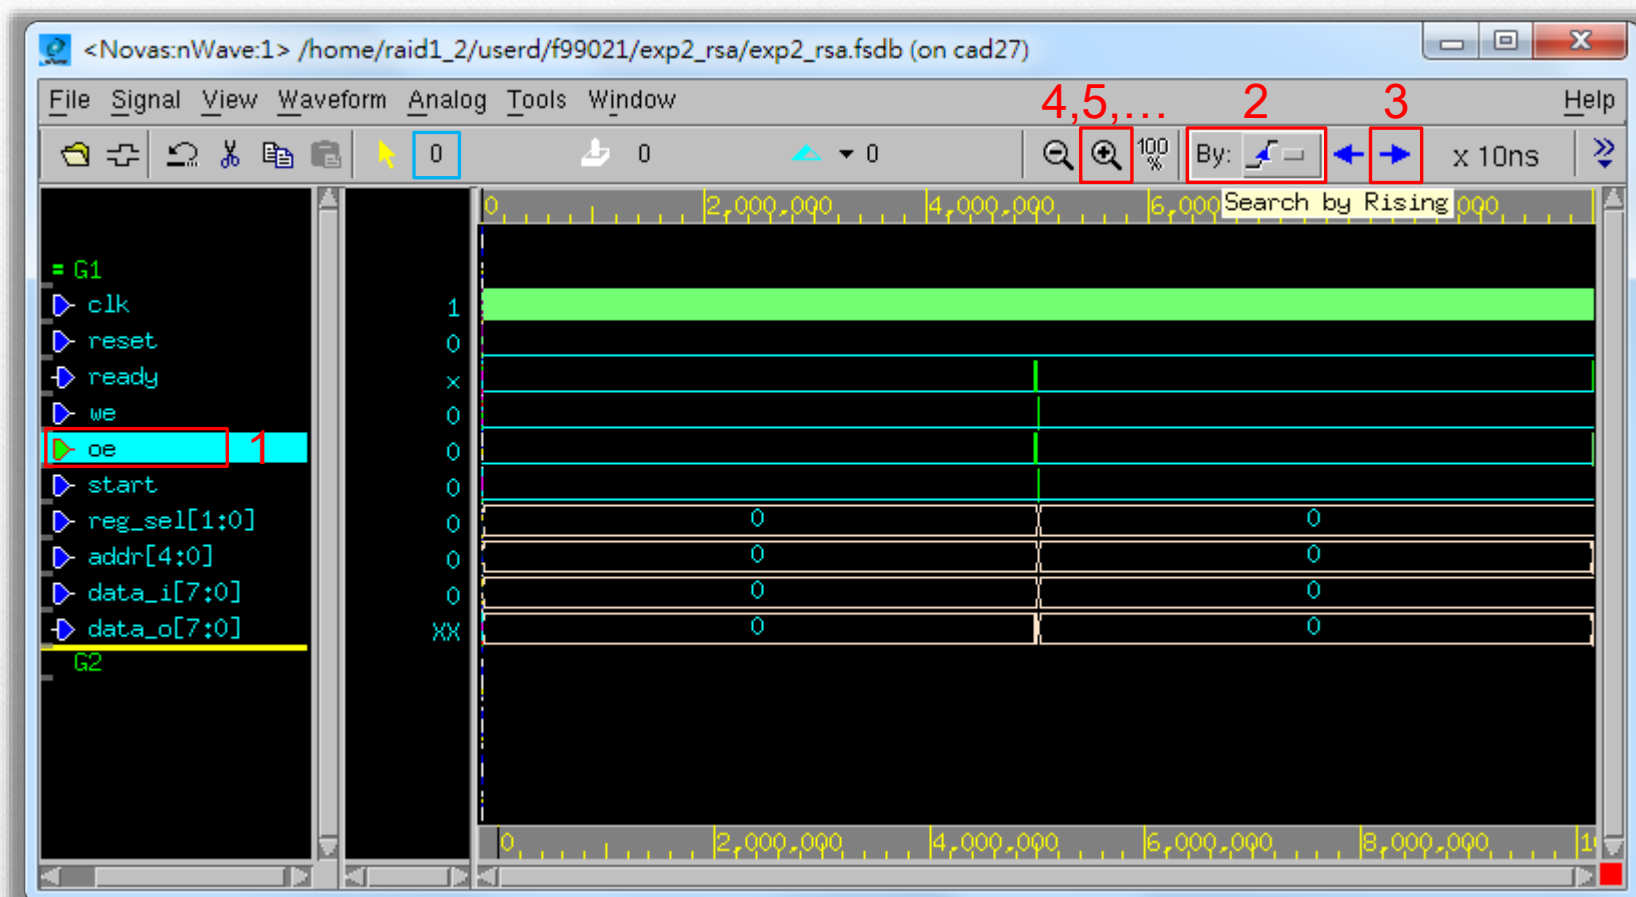 <Novas:nWave:1> /home/raid1_2/userd/f99021/exp2_rsa/exp2_rsa.fsdb (on cad27)
File Signal View Waveform Analog Tools Window Help
4,5,… 2 3
0 0 0 100 % By: x 10ns
Search by Rising
0 2,000,000 4,000,000 6,000
= G1
clk 1
reset 0
ready x
we 0
oe 1 0
start 0
reg_sel[1:0] 0 0 0
addr[4:0] 0 0 0
data_i[7:0] 0 0 0
data_o[7:0] XX 0 0
G2
0 2,000,000 4,000,000 6,000,000 8,000,000